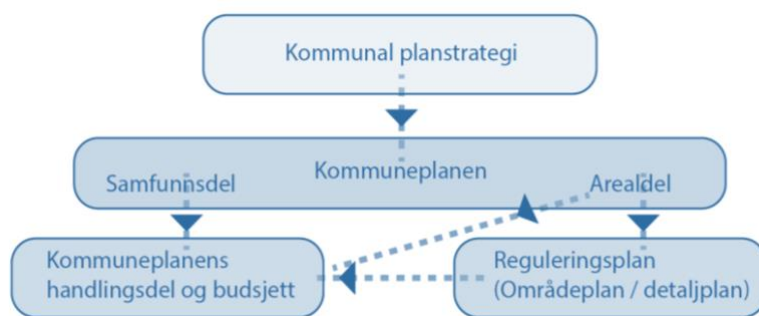 Kommunal planstrategi
Kommuneplanen
Samfunnsdel
Arealdel
Kommuneplanens
handlingsdel og budsjett
Reguleringsplan
(Områdeplan / detaljplan)